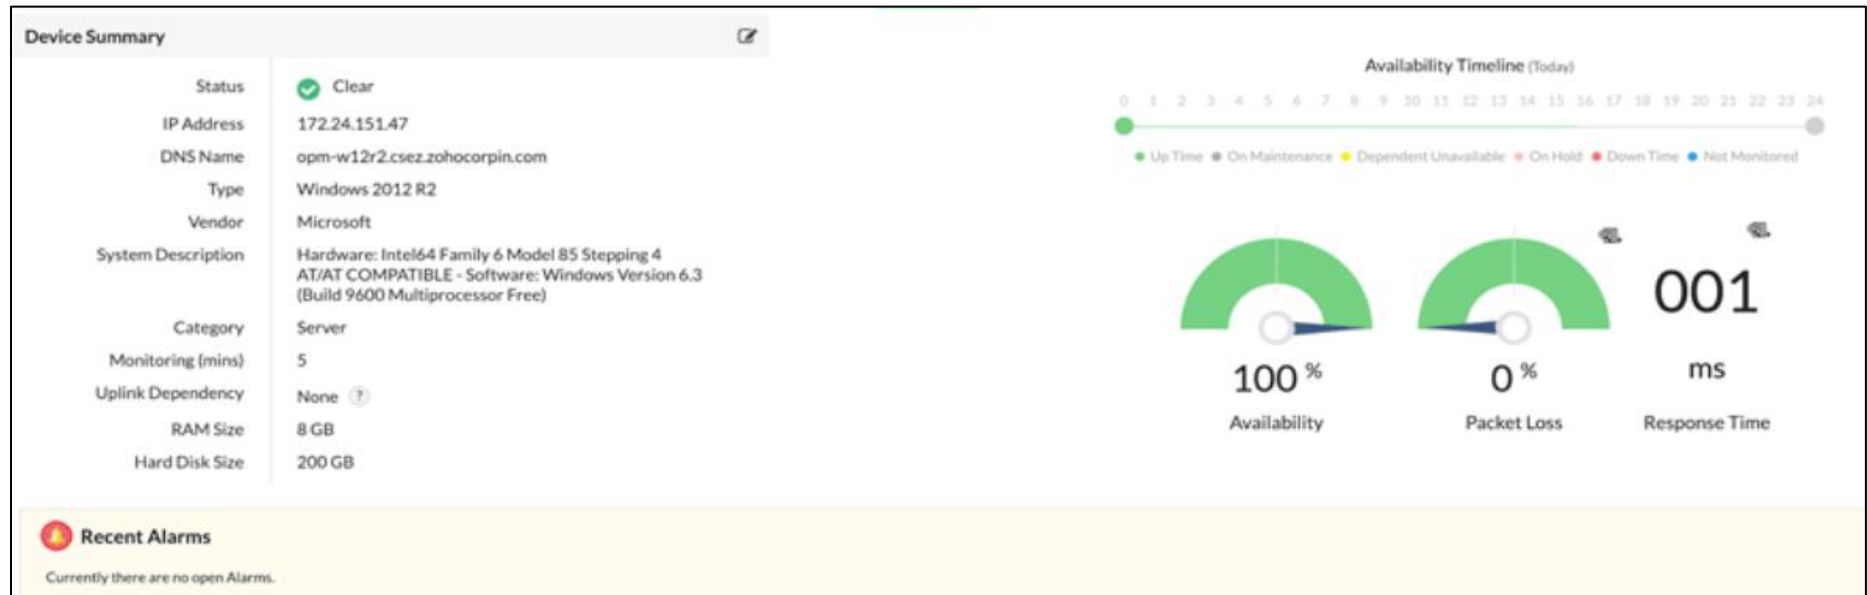 Device Summary
Status Clear
IP Address 172.24.151.47
DNS Name opm-w12r2.csez.zohocorpin.com
Type Windows 2012 R2
Vendor Microsoft
System Description Hardware: Intel64 Family 6 Model 85 Stepping 4
AT/AT COMPATIBLE - Software: Windows Version 6.3
(Build 9600 Multiprocessor Free)
Category Server
Monitoring (mins) 5
Uplink Dependency None ?
RAM Size 8 GB
Hard Disk Size 200 GB
Availability Timeline (Today)
0 1 2 3 4 5 6 7 8 9 10 11 12 13 14 15 16 17 18 19 20 21 22 23 24
Up Time On Maintenance Dependent Unavailable On Hold Down Time Not Monitored
100 %
Availability
0 %
Packet Loss
001
ms
Response Time
Recent Alarms
Currently there are no open Alarms.